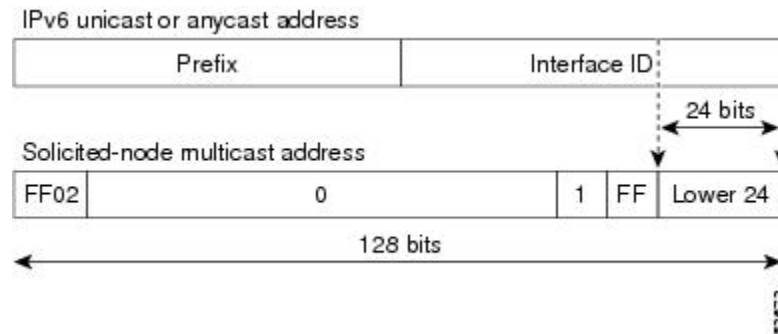 IPv6 unicast or anycast address
Prefix Interface ID
24 bits
Solicited-node multicast address
FF02 0 1 FF Lower 24
128 bits